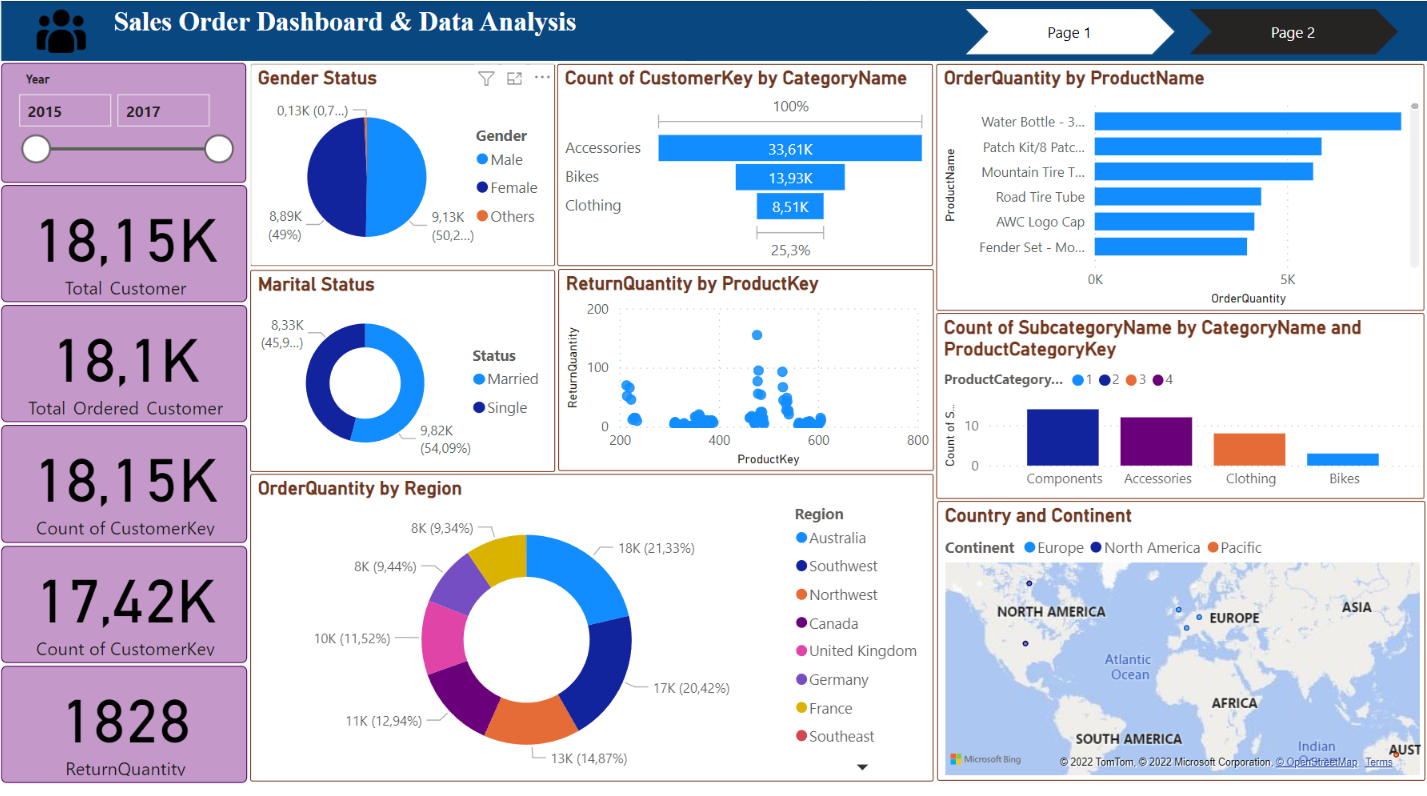 Sales Order Dashboard & Data Analysis
Page 1
Page 2
Year
2015
2017
18,15K
Total Customer
18,1K
Total Ordered Customer
18,15K
Count of CustomerKey
17,42K
Count of CustomerKey
1828
ReturnQuantity
Gender Status
0,13K (0,7...)
8,89K
(49%)
9,13K
(50,2...)
Gender
Male
Female
Others
Count of CustomerKey by CategoryName
100%
Accessories
33,61K
Bikes
13,93K
Clothing
8,51K
25,3%
OrderQuantity by ProductName
ProductName
Water Bottle - 3...
Patch Kit/8 Patc...
Mountain Tire T...
Road Tire Tube
AWC Logo Cap
Fender Set - Mo...
0K
5K
OrderQuantity
Marital Status
8,33K
(45,9...)
9,82K
(54,09%)
Status
Married
Single
ReturnQuantity by ProductKey
ReturnQuantity
200
100
0
200
400
600
800
ProductKey
Count of SubcategoryName by CategoryName and
ProductCategoryKey
ProductCategory... 1 2 3 4
Count of S...
10
0
Components
Accessories
Clothing
Bikes
OrderQuantity by Region
8K (9,34%)
18K (21,33%)
8K (9,44%)
10K (11,52%)
17K (20,42%)
11K (12,94%)
13K (14,87%)
Region
Australia
Southwest
Northwest
Canada
United Kingdom
Germany
France
Southeast
Country and Continent
Continent Europe North America Pacific
NORTH AMERICA
EUROPE
ASIA
Atlantic
Ocean
AFRICA
SOUTH AMERICA
Indian
Ocean
AUST
Microsoft Bing
© 2022 TomTom, © 2022 Microsoft Corporation, © OpenStreetMap Terms